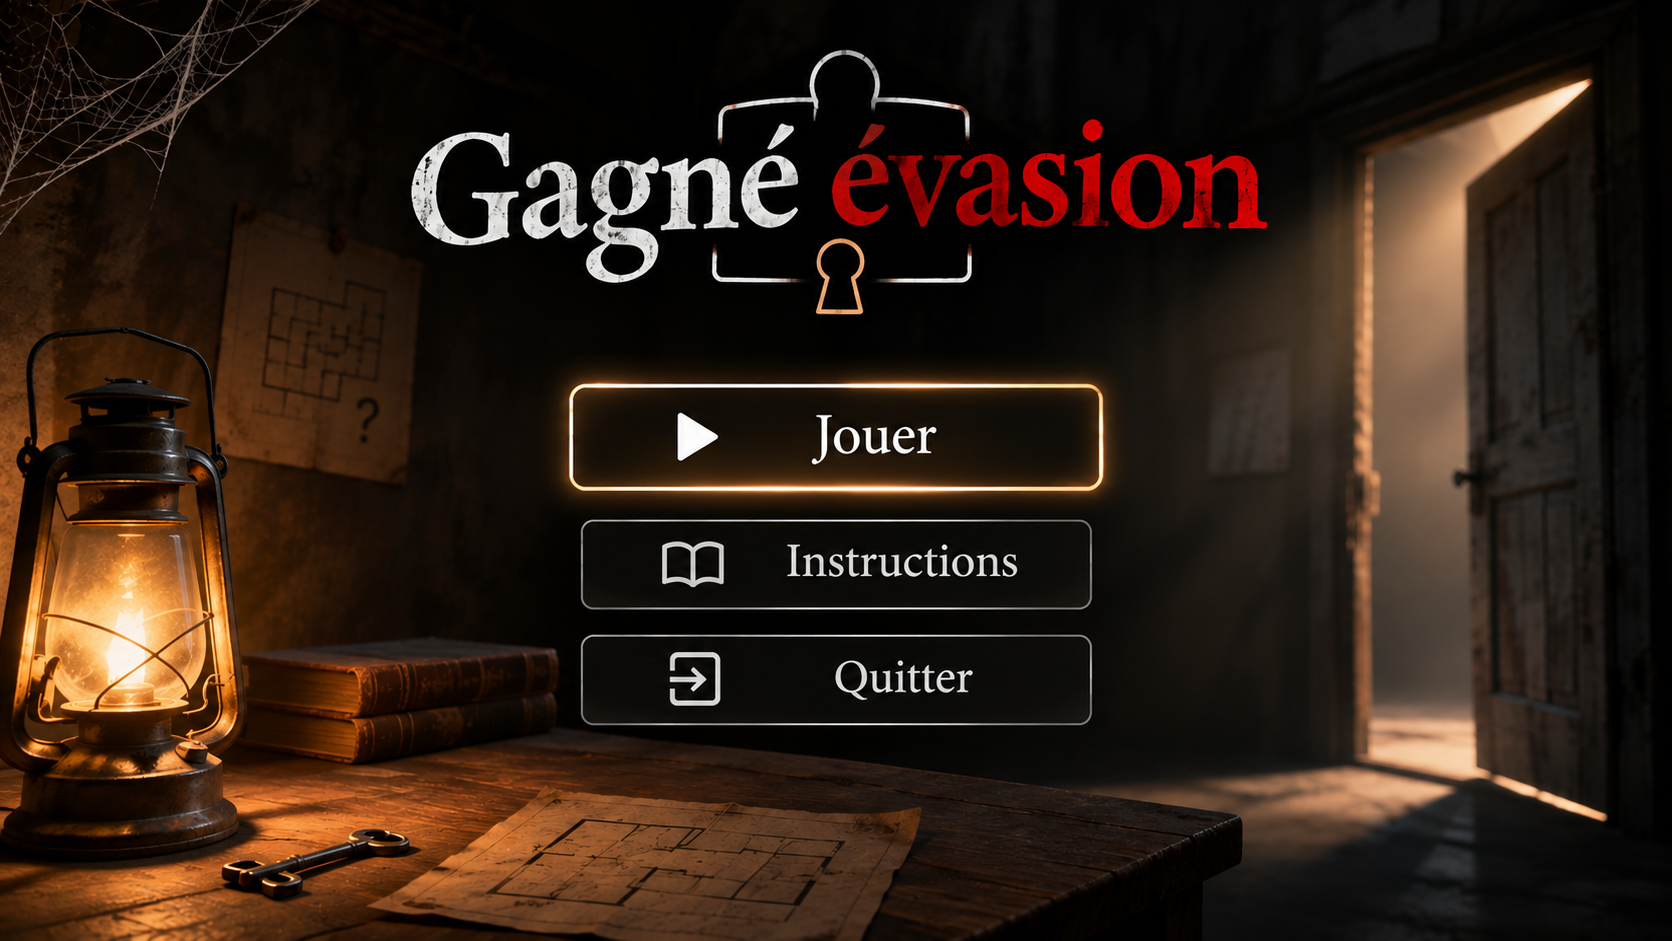 Gagné évasion
?
Jouer
Instructions
Quitter